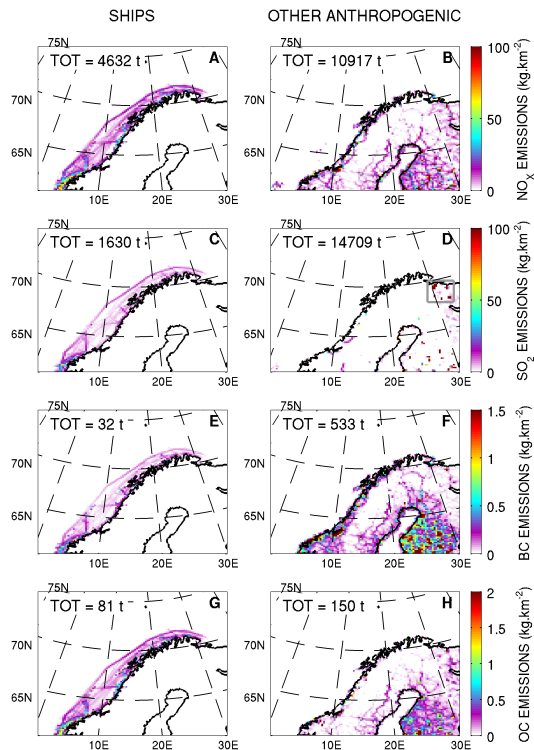 SHIPS OTHER ANTHROPOGENIC
75N 75N
TOT = 4632 t A TOT = 10917 t B 100
70N 70N 50
65N 65N 0
10E 20E 30E 10E 20E 30E
NOX EMISSIONS (kg.km-2)
75N 75N
TOT = 1630 t C TOT = 14709 t D 100
70N 70N 50
65N 65N 0
10E 20E 30E 10E 20E 30E
SO2 EMISSIONS (kg.km-2)
75N 75N
TOT = 32 t E TOT = 533 t F 1.5
70N 70N 1
65N 65N 0.5
0
10E 20E 30E 10E 20E 30E
BC EMISSIONS (kg.km-2)
75N 75N
TOT = 81 t G TOT = 150 t H 2
1.5
70N 70N 1
65N 65N 0.5
0
10E 20E 30E 10E 20E 30E
OC EMISSIONS (kg.km-2)